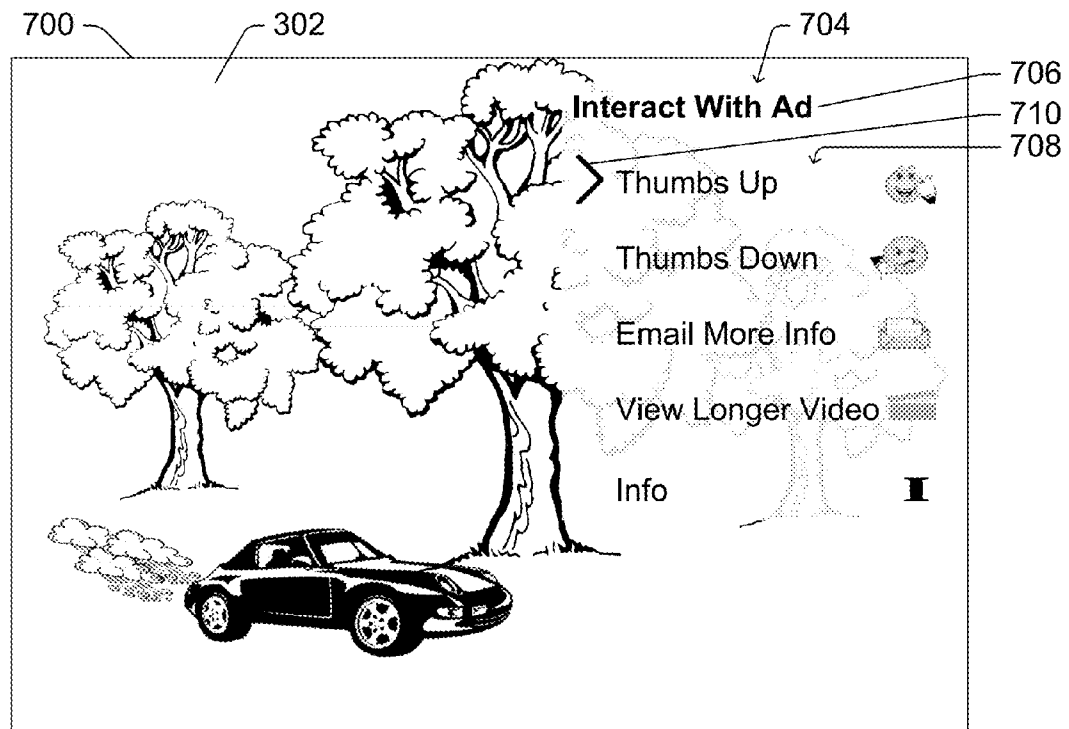 700
302
704
706
Interact With Ad
710
708
Thumbs Up
Thumbs Down
Email More Info
View Longer Video
Info
I